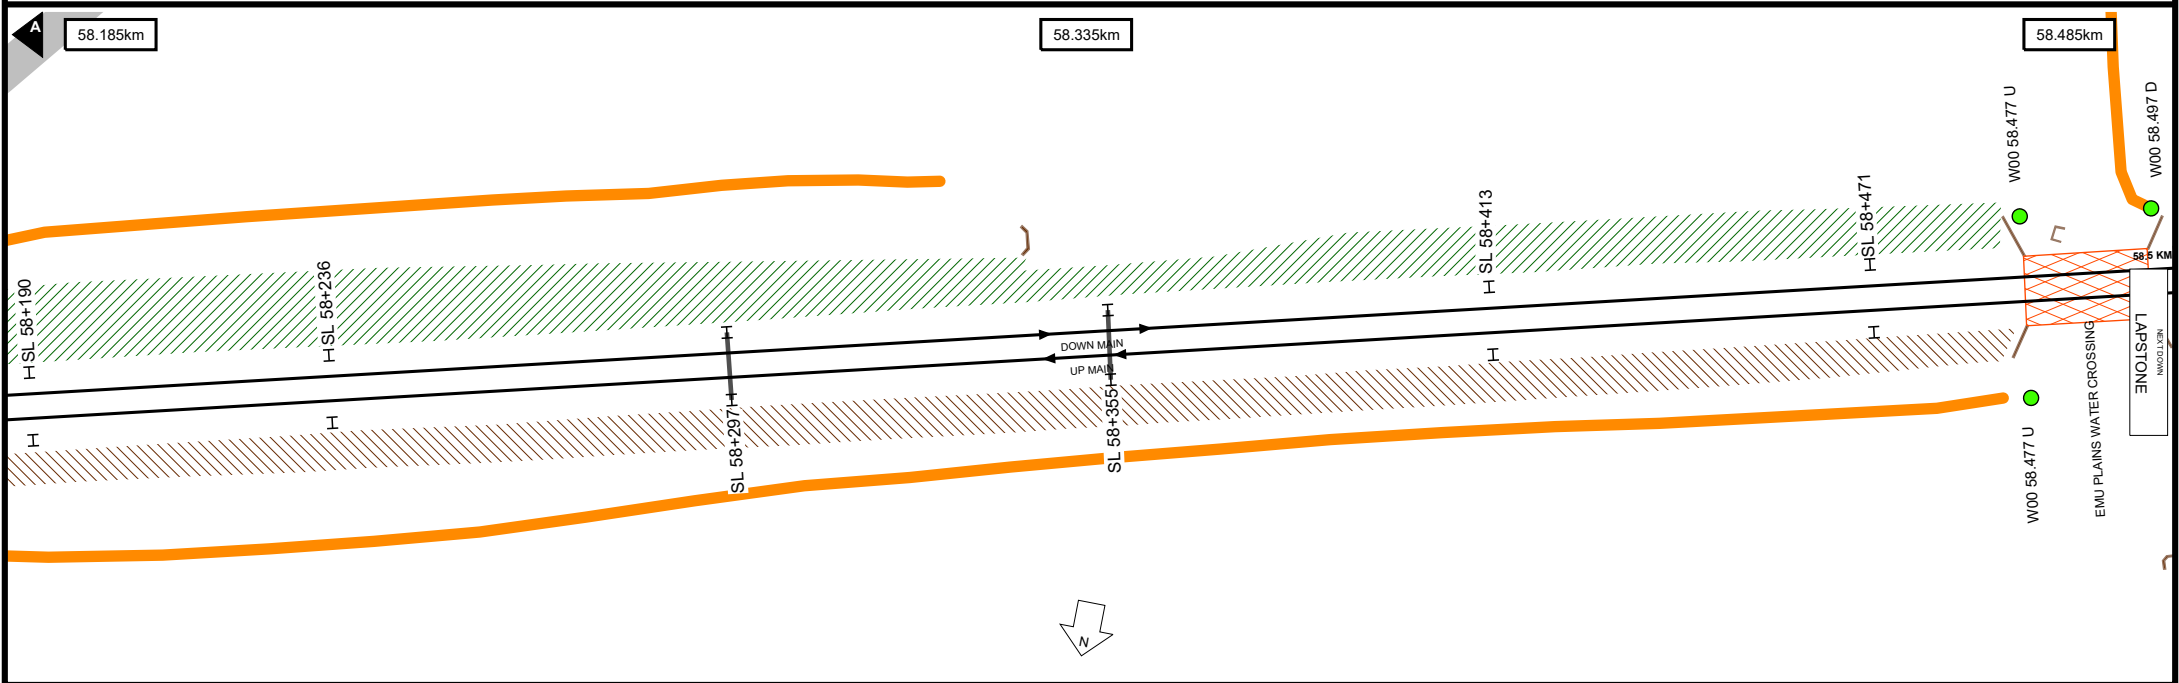 A
58.185km
58.335km
58.485km
W00 58.477 U
W00 58.497 D
SL 58+190
SL 58+236
SL 58+413
SL 58+471
58.5 KM
DOWN MAIN
UP MAIN
SL 58+297
SL 58+355
W00 58.477 U
EMU PLAINS WATER CROSSING
LAPSTONE
NEXT DOWN
N